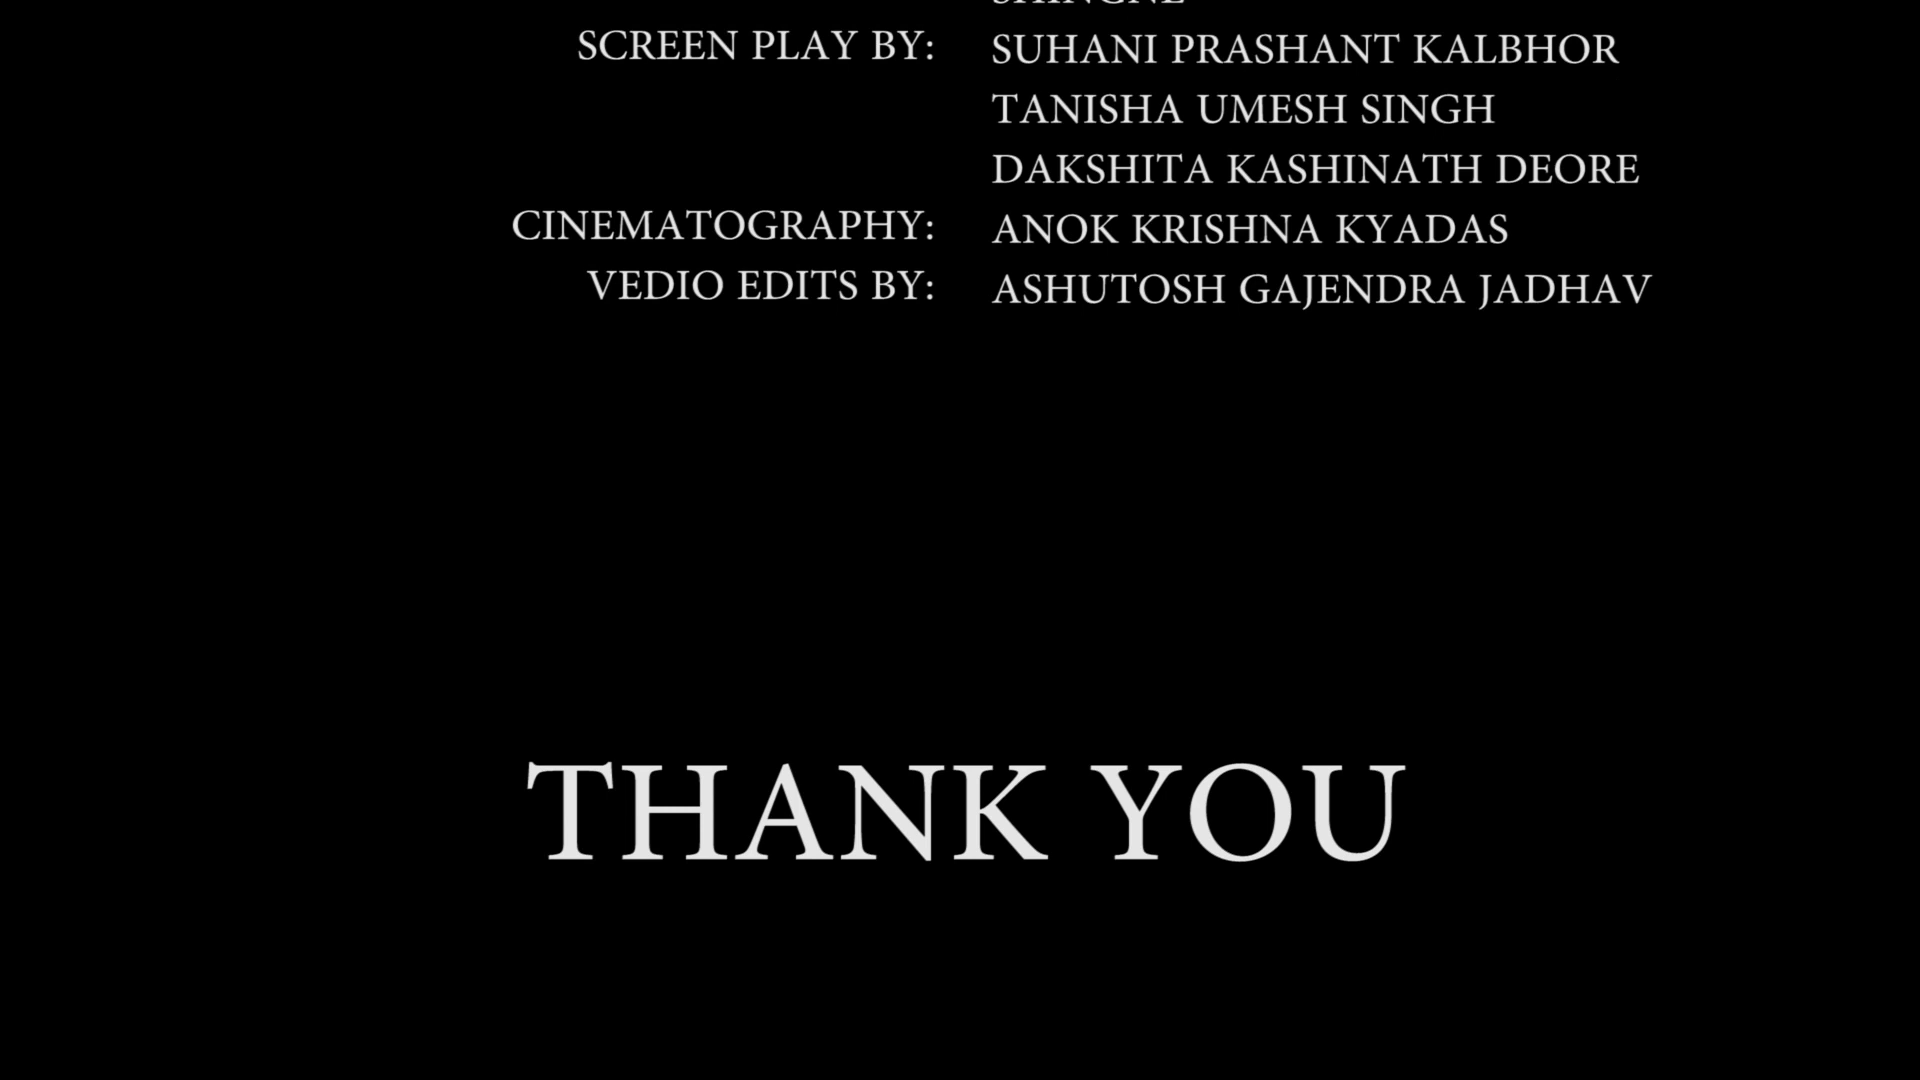 SCREEN PLAY BY: SUHANI PRASHANT KALBHOR
TANISHA UMESH SINGH
DAKSHITA KASHINATH DEORE
CINEMATOGRAPHY: ANOK KRISHNA KYADAS
VEDIO EDITS BY: ASHUTOSH GAJENDRA JADHAV
THANK YOU